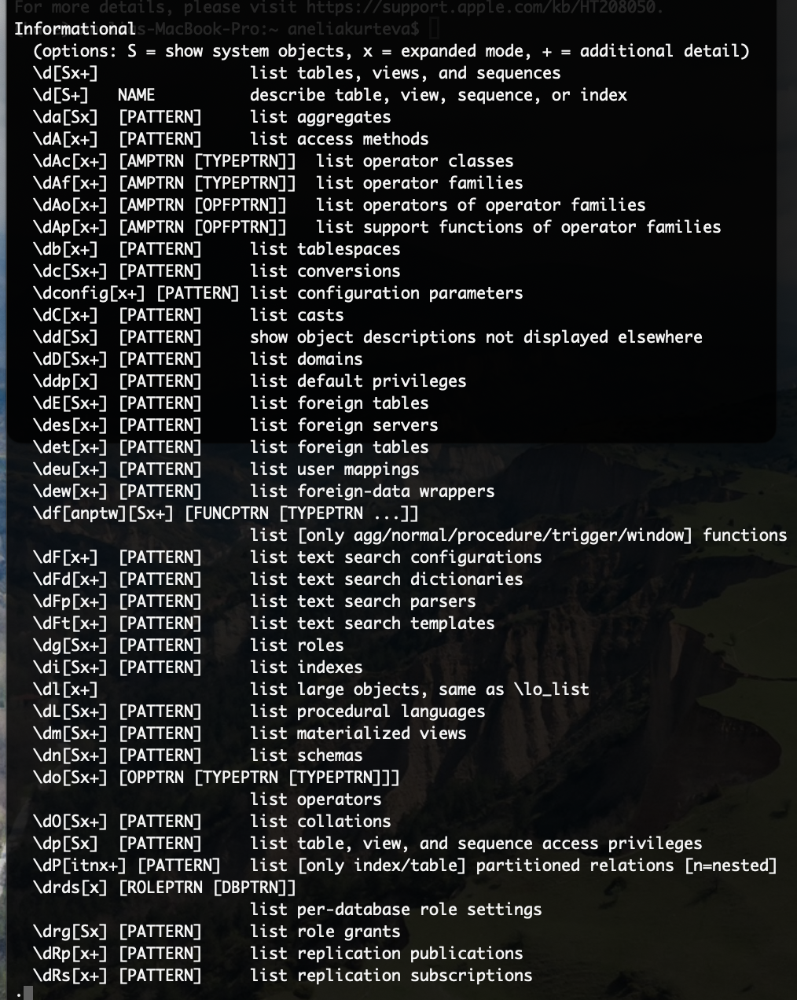 For more details, please visit https://support.apple.com/kb/HT208050.
Informational
s-MacBook-Pro:~ aneliakurteva$
(options: S = show system objects, x = expanded mode, + = additional detail)
\d[Sx+]                list tables, views, and sequences
\d[S+]   NAME          describe table, view, sequence, or index
\da[Sx]  [PATTERN]     list aggregates
\dA[x+]  [PATTERN]     list access methods
\dAc[x+] [AMPTRN [TYPEPTRN]]  list operator classes
\dAf[x+] [AMPTRN [TYPEPTRN]]  list operator families
\dAo[x+] [AMPTRN [OPFPTRN]]   list operators of operator families
\dAp[x+] [AMPTRN [OPFPTRN]]   list support functions of operator families
\db[x+]  [PATTERN]     list tablespaces
\dc[Sx+] [PATTERN]     list conversions
\dconfig[x+] [PATTERN] list configuration parameters
\dC[x+]  [PATTERN]     list casts
\dd[Sx]  [PATTERN]     show object descriptions not displayed elsewhere
\dD[Sx+] [PATTERN]     list domains
\ddp[x]  [PATTERN]     list default privileges
\dE[Sx+] [PATTERN]     list foreign tables
\des[x+] [PATTERN]     list foreign servers
\det[x+] [PATTERN]     list foreign tables
\deu[x+] [PATTERN]     list user mappings
\dew[x+] [PATTERN]     list foreign-data wrappers
\df[anptw][Sx+] [FUNCPTRN [TYPEPTRN ...]]
                       list [only agg/normal/procedure/trigger/window] functions
\dF[x+]  [PATTERN]     list text search configurations
\dFd[x+] [PATTERN]     list text search dictionaries
\dFp[x+] [PATTERN]     list text search parsers
\dFt[x+] [PATTERN]     list text search templates
\dg[Sx+] [PATTERN]     list roles
\di[Sx+] [PATTERN]     list indexes
\dl[x+]                list large objects, same as \lo_list
\dL[Sx+] [PATTERN]     list procedural languages
\dm[Sx+] [PATTERN]     list materialized views
\dn[Sx+] [PATTERN]     list schemas
\do[Sx+] [OPPTRN [TYPEPTRN [TYPEPTRN]]]
                       list operators
\dO[Sx+] [PATTERN]     list collations
\dp[Sx]  [PATTERN]     list table, view, and sequence access privileges
\dP[itnx+] [PATTERN]   list [only index/table] partitioned relations [n=nested]
\drds[x] [ROLEPTRN [DBPTRN]]
                       list per-database role settings
\drg[Sx] [PATTERN]     list role grants
\dRp[x+] [PATTERN]     list replication publications
\dRs[x+] [PATTERN]     list replication subscriptions
.